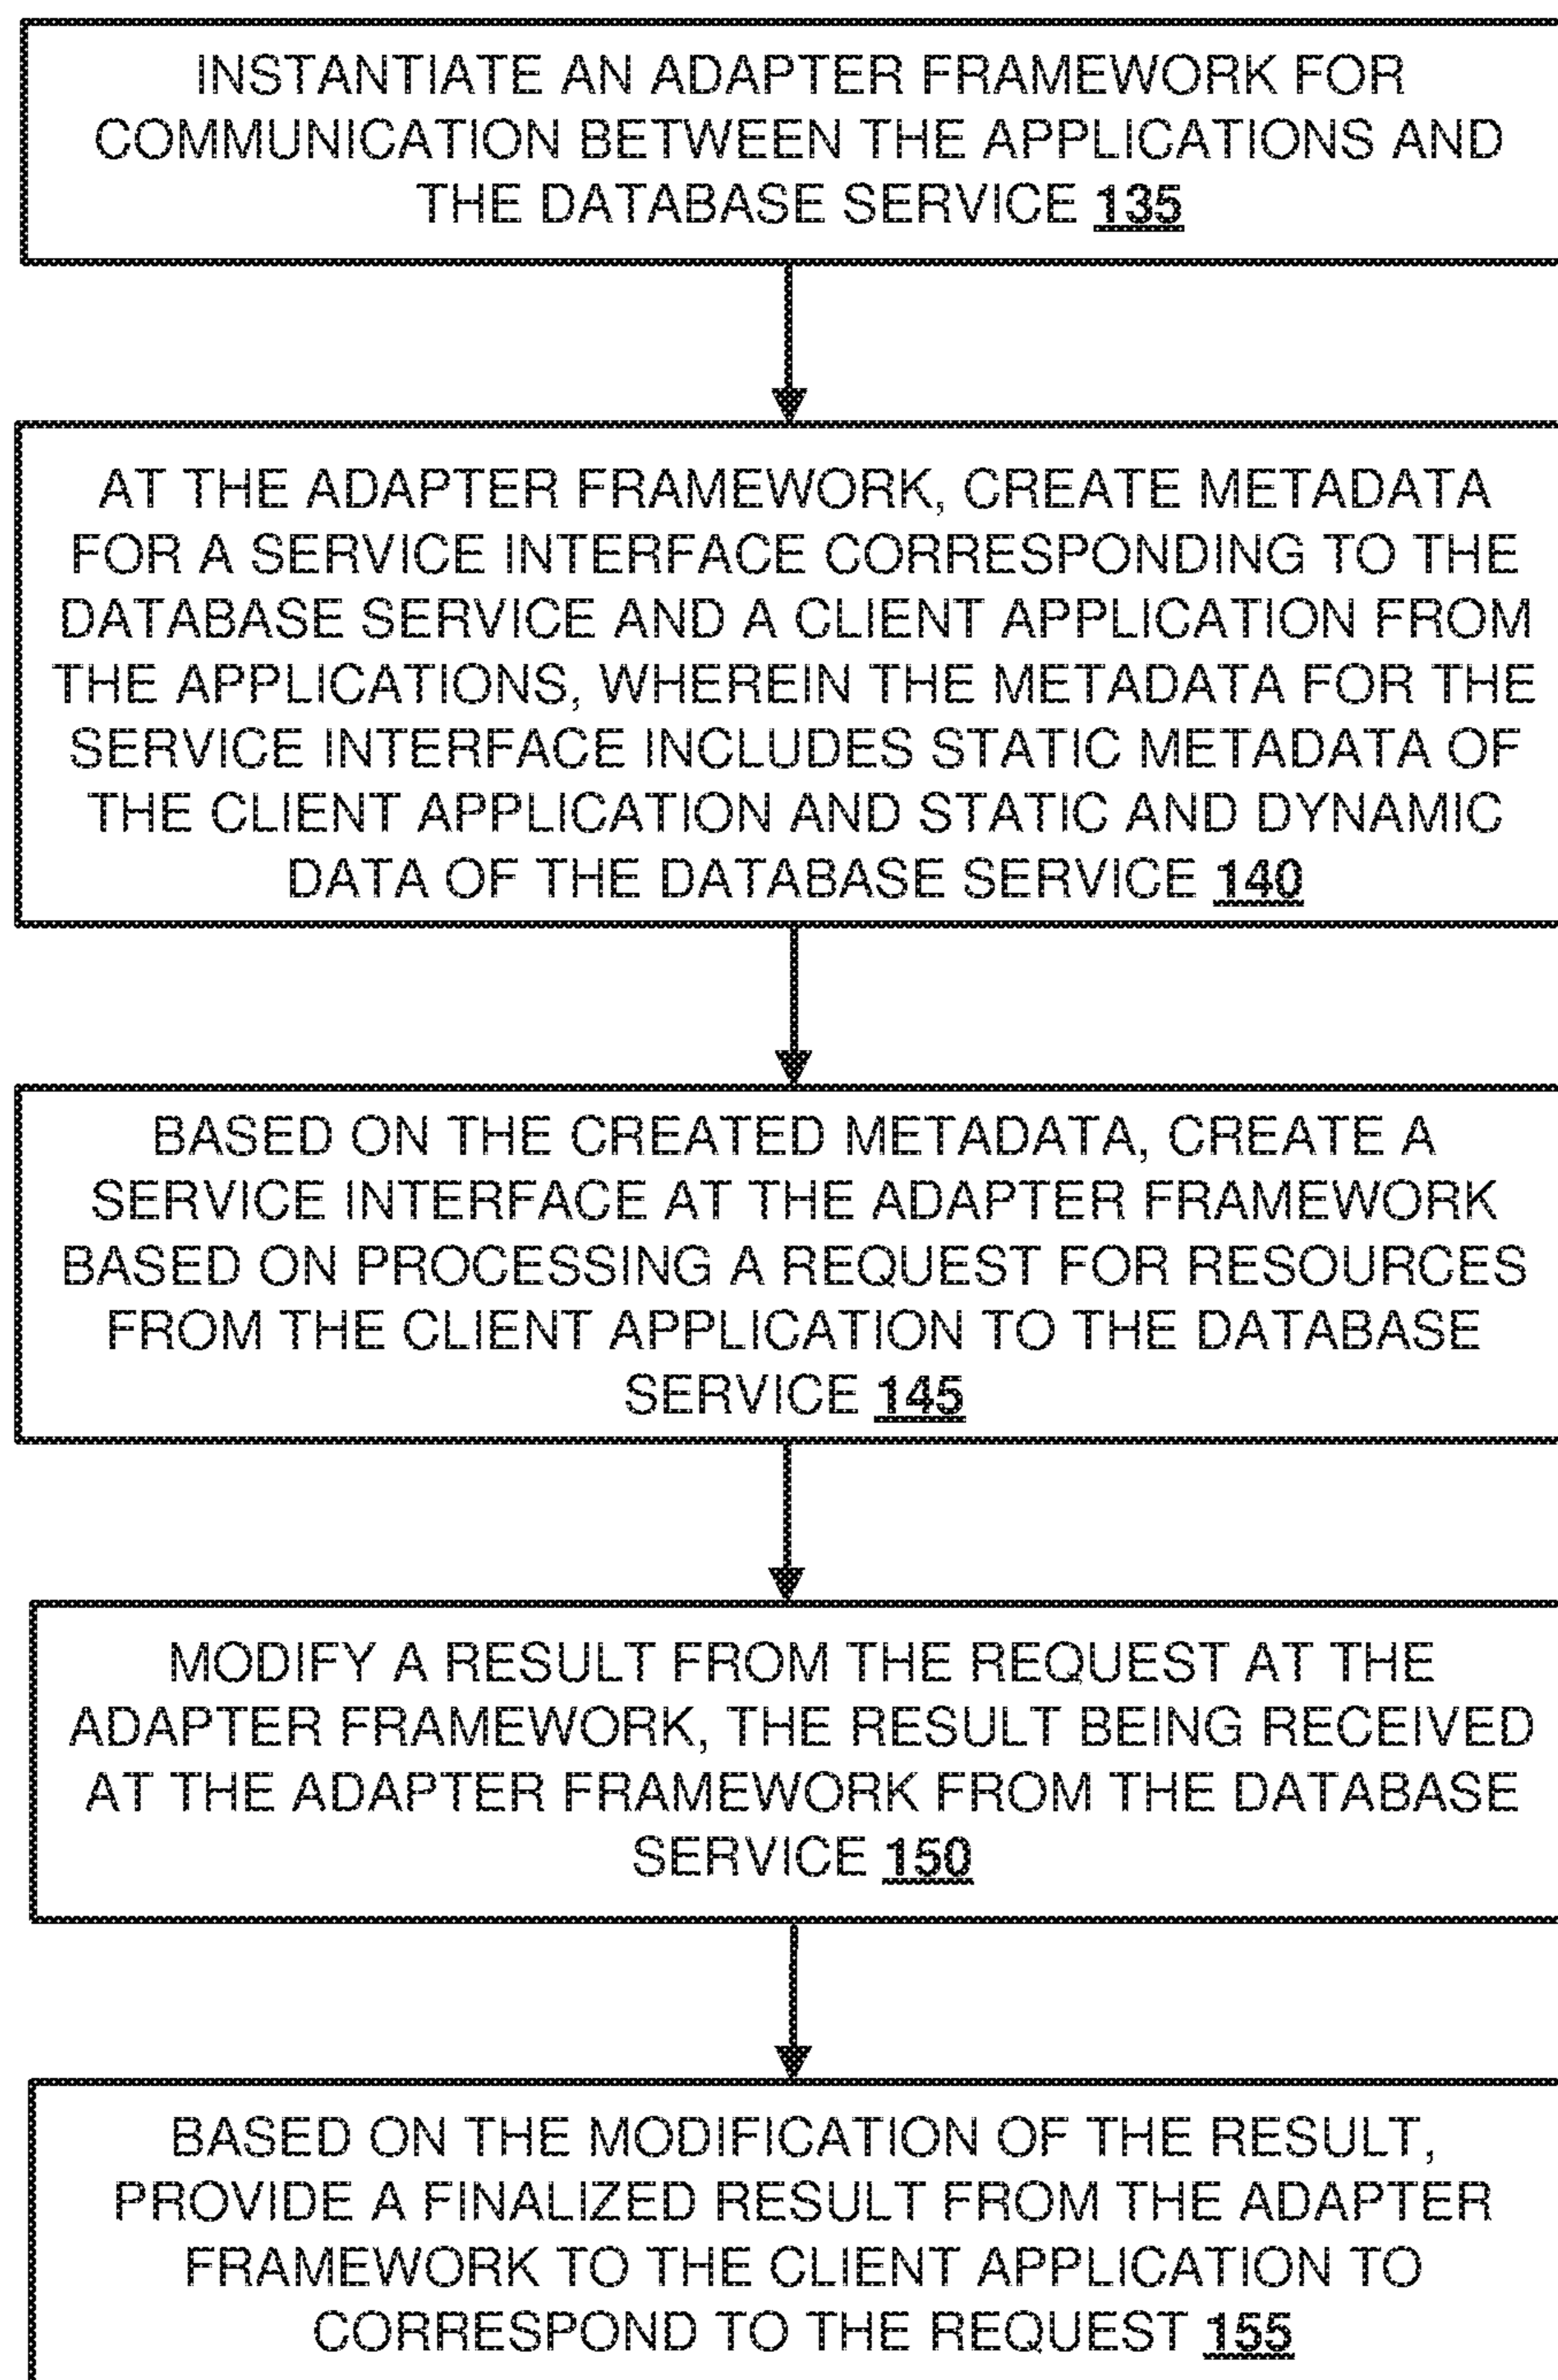 INSTANTIATE AN ADAPTER FRAMEWORK FOR
COMMUNICATION BETWEEN THE APPLICATIONS AND
THE DATABASE SERVICE 135
AT THE ADAPTER FRAMEWORK, CREATE METADATA
FOR A SERVICE INTERFACE CORRESPONDING TO THE
DATABASE SERVICE AND A CLIENT APPLICATION FROM
THE APPLICATIONS, WHEREIN THE METADATA FOR THE
SERVICE INTERFACE INCLUDES STATIC METADATA OF
THE CLIENT APPLICATION AND STATIC AND DYNAMIC
DATA OF THE DATABASE SERVICE 140
BASED ON THE CREATED METADATA, CREATE A
SERVICE INTERFACE AT THE ADAPTER FRAMEWORK
BASED ON PROCESSING A REQUEST FOR RESOURCES
FROM THE CLIENT APPLICATION TO THE DATABASE
SERVICE 145
MODIFY A RESULT FROM THE REQUEST AT THE
ADAPTER FRAMEWORK, THE RESULT BEING RECEIVED
AT THE ADAPTER FRAMEWORK FROM THE DATABASE
SERVICE 150
BASED ON THE MODIFICATION OF THE RESULT,
PROVIDE A FINALIZED RESULT FROM THE ADAPTER
FRAMEWORK TO THE CLIENT APPLICATION TO
CORRESPOND TO THE REQUEST 155